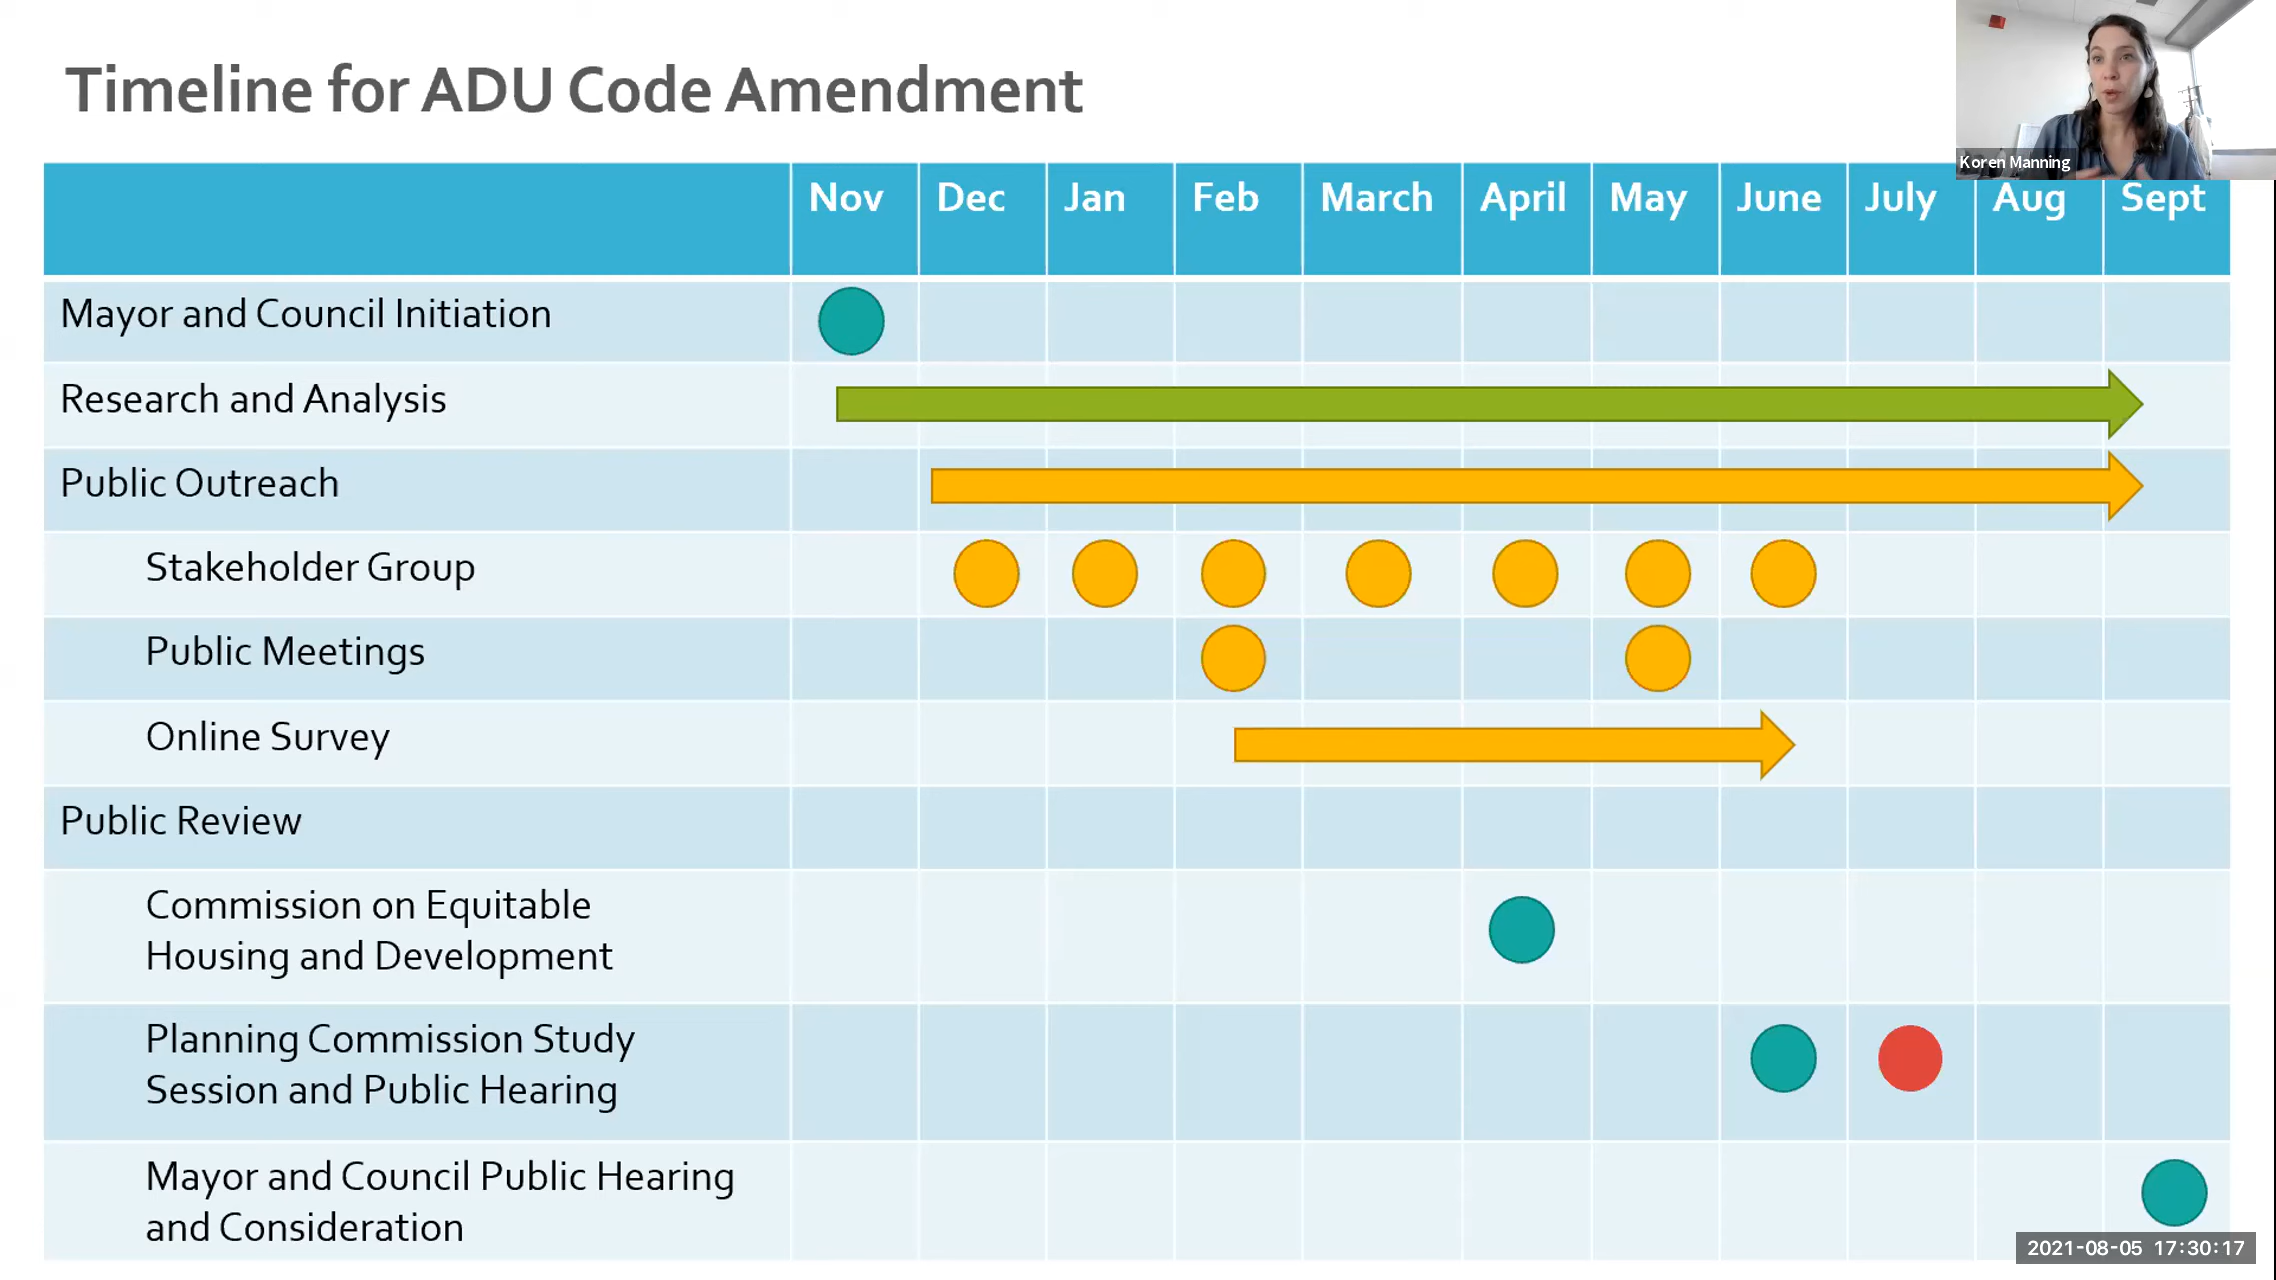 Timeline for ADU Code Amendment
Koren Manning
Nov Dec Jan Feb March April May June July Aug Sept
Mayor and Council Initiation
Research and Analysis
Public Outreach
Stakeholder Group
Public Meetings
Online Survey
Public Review
Commission on Equitable
Housing and Development
Planning Commission Study
Session and Public Hearing
Mayor and Council Public Hearing
and Consideration
2021-08-05 17:30:17